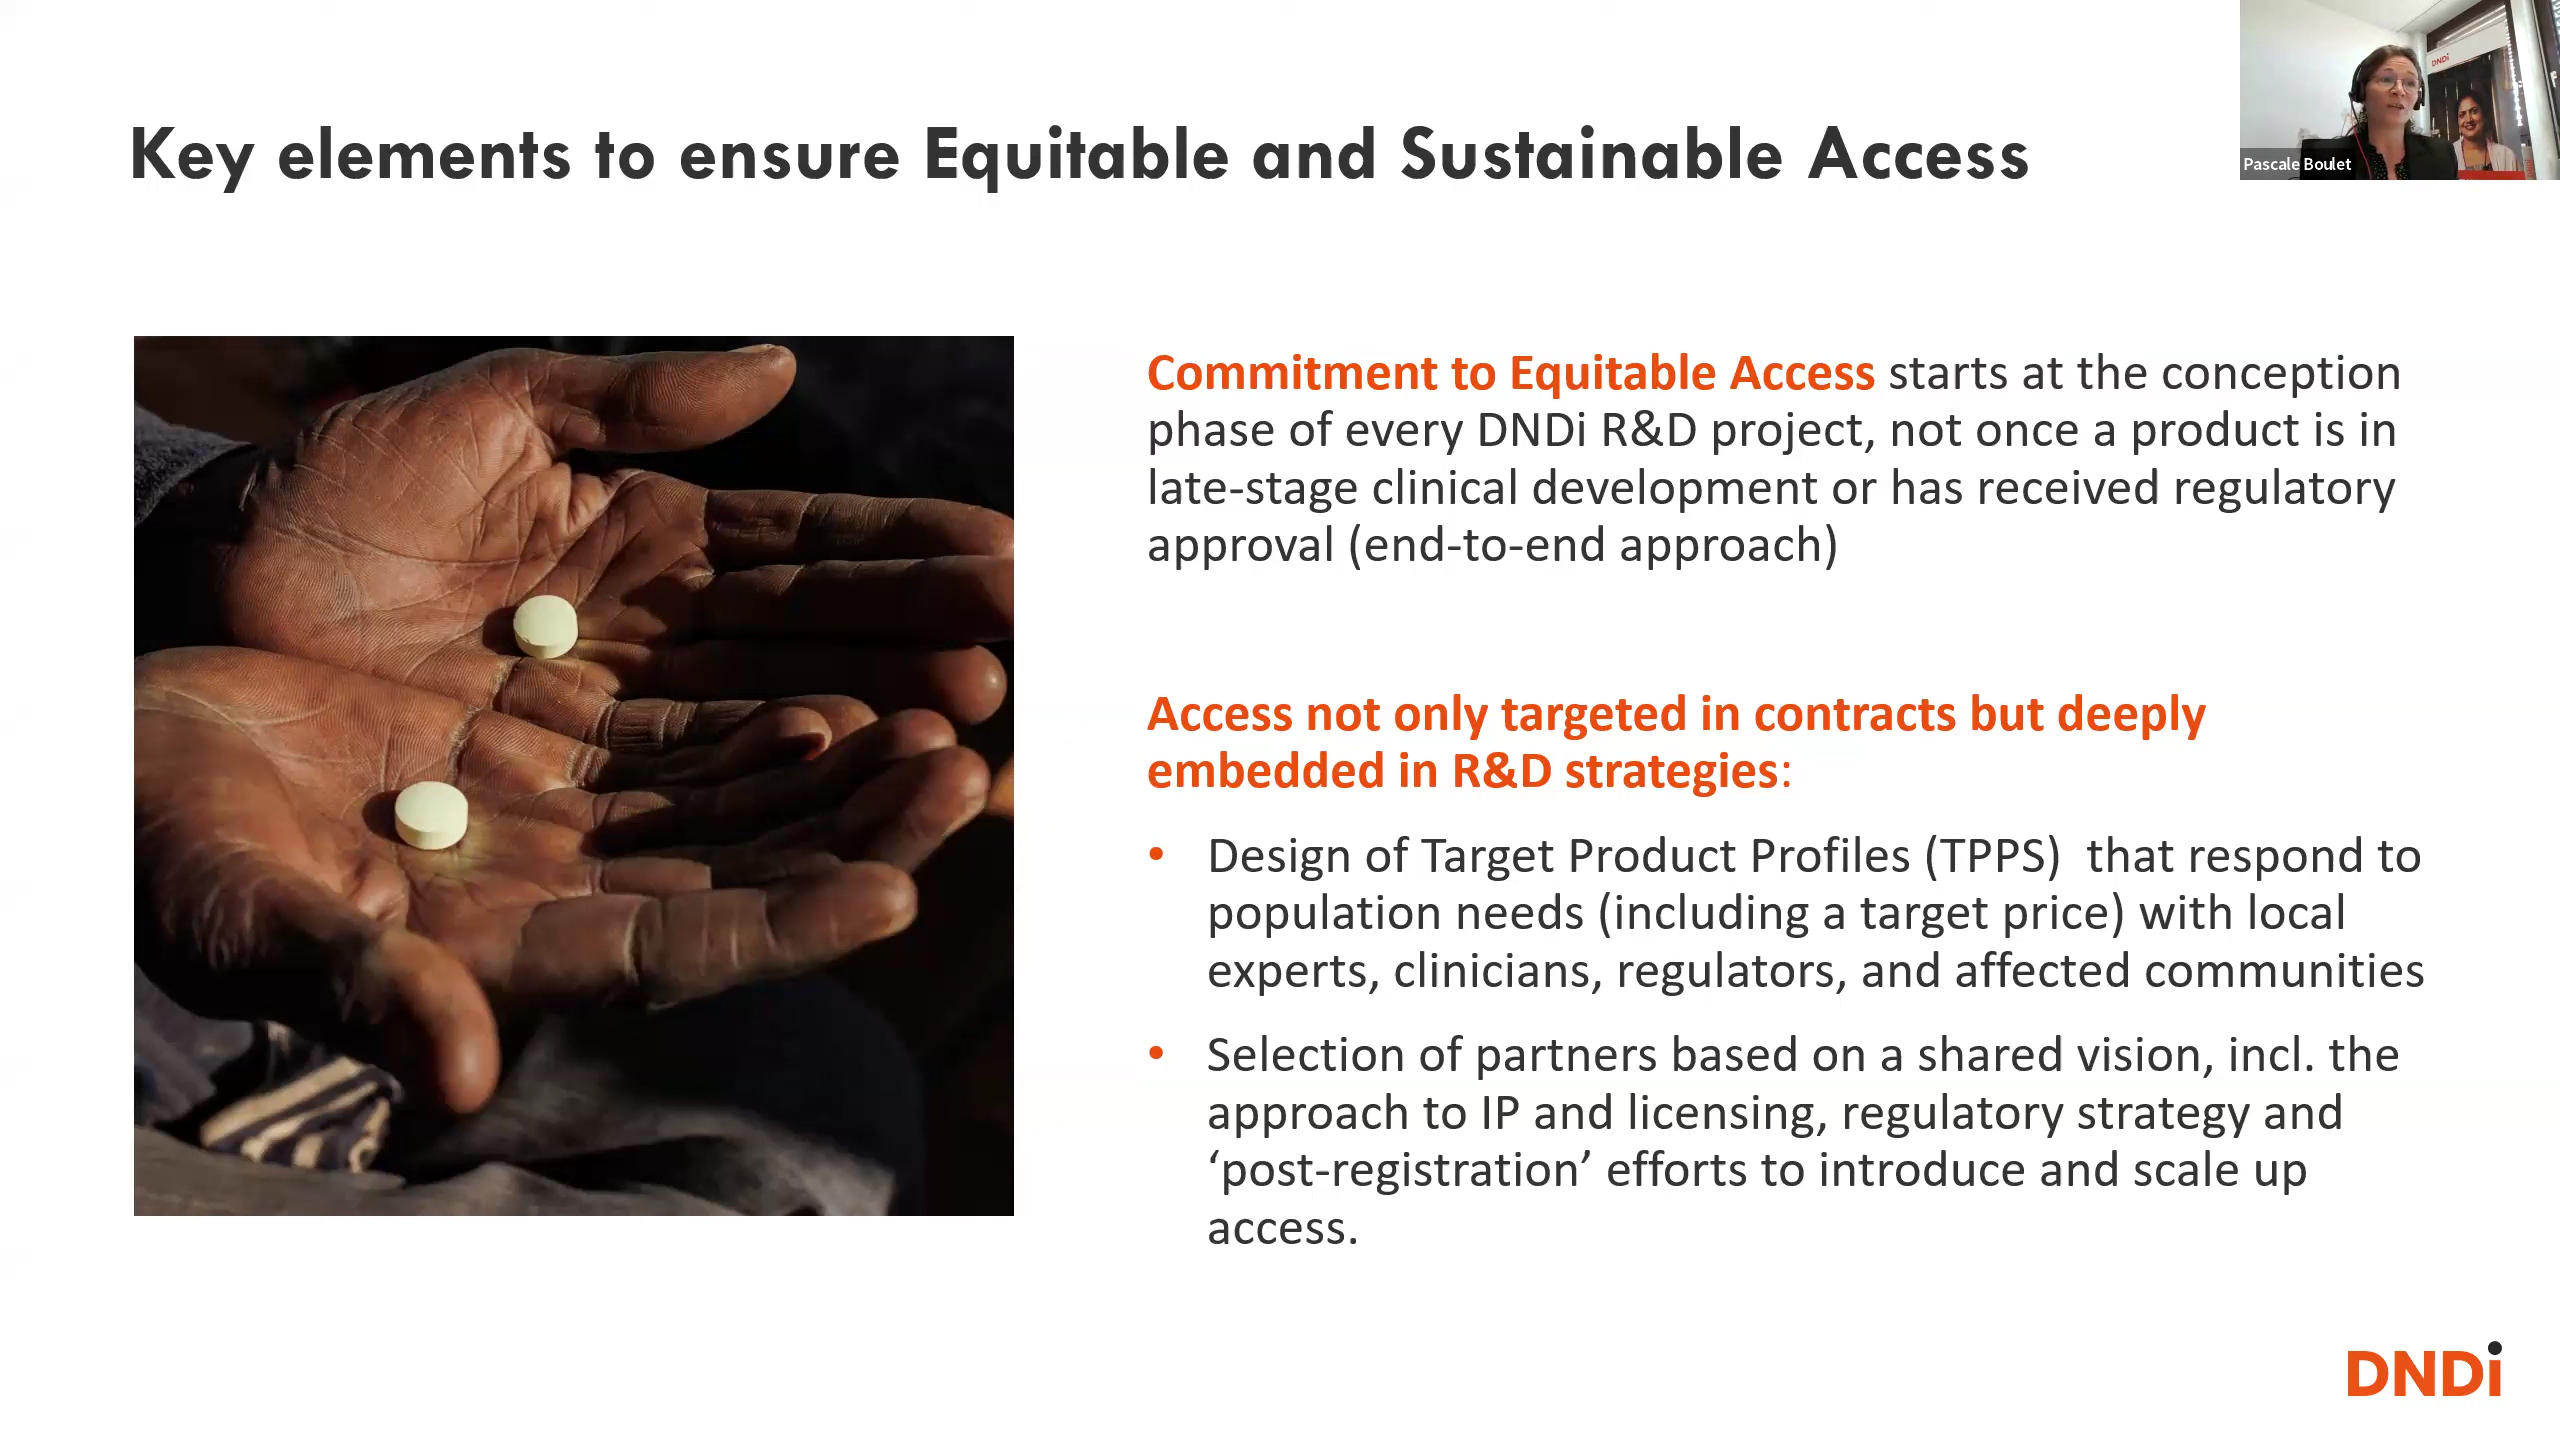 Key elements to ensure Equitable and Sustainable Access
DNDi
Pascale Boulet
Commitment to Equitable Access starts at the conception
phase of every DNDi R&D project, not once a product is in
late-stage clinical development or has received regulatory
approval (end-to-end approach)
Access not only targeted in contracts but deeply
embedded in R&D strategies:
• Design of Target Product Profiles (TPPS)  that respond to
population needs (including a target price) with local
experts, clinicians, regulators, and affected communities
• Selection of partners based on a shared vision, incl. the
approach to IP and licensing, regulatory strategy and
‘post-registration’ efforts to introduce and scale up
access.
DNDi